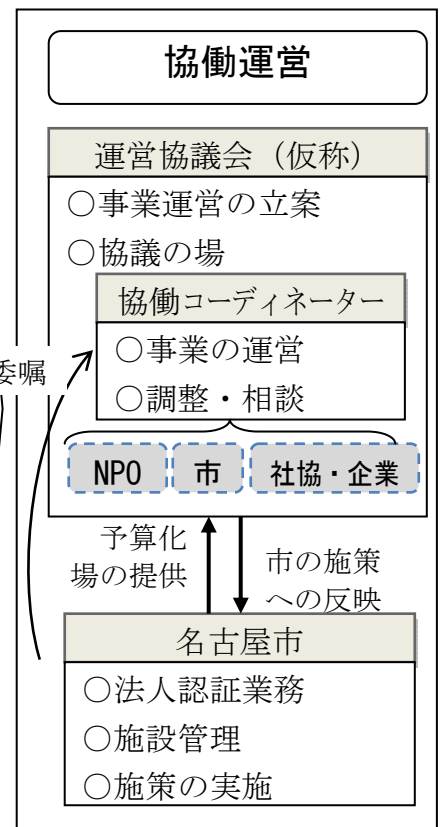 協働運営
運営協議会（仮称）
○事業運営の立案
○協議の場
協働コーディネーター
○事業の運営
○調整・相談
委嘱
NPO
市
社協・企業
予算化
場の提供
市の施策
への反映
名古屋市
○法人認証業務
○施設管理
○施策の実施